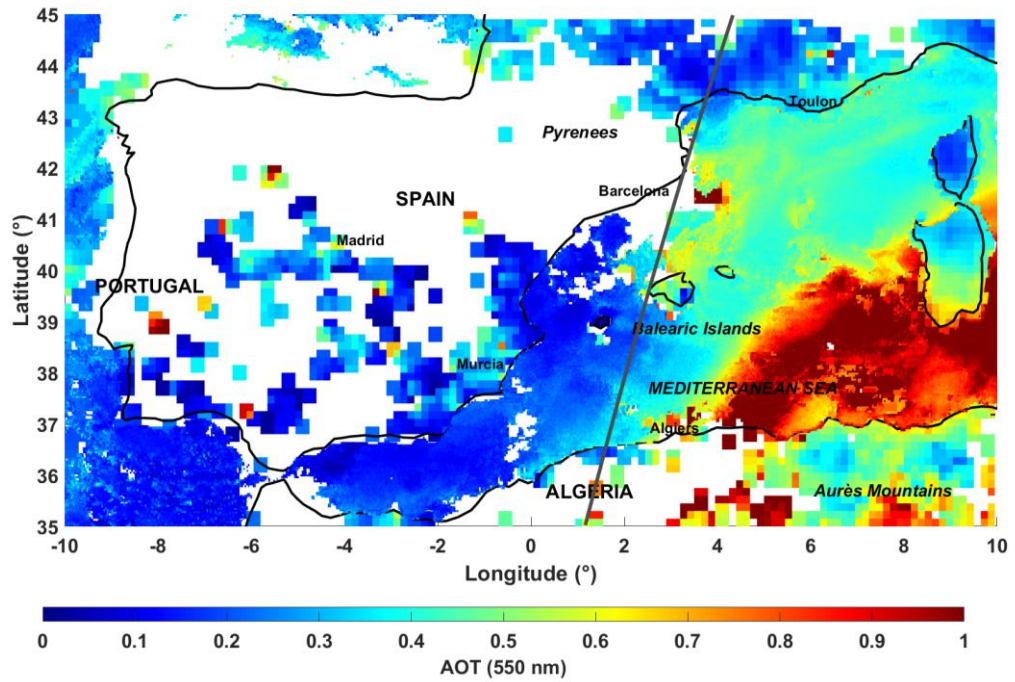 45
44
43
42
41
40
39
38
37
36
35
Latitude (°)
Toulon
Pyrenees
Barcelona
SPAIN
Madrid
PORTUGAL
Balearic Islands
Murcia
MEDITERRANEAN SEA
Algiers
ALGERIA
Aurès Mountains
-10 -8 -6 -4 -2 0 2 4 6 8 10
Longitude (°)
0 0.1 0.2 0.3 0.4 0.5 0.6 0.7 0.8 0.9 1
AOT (550 nm)